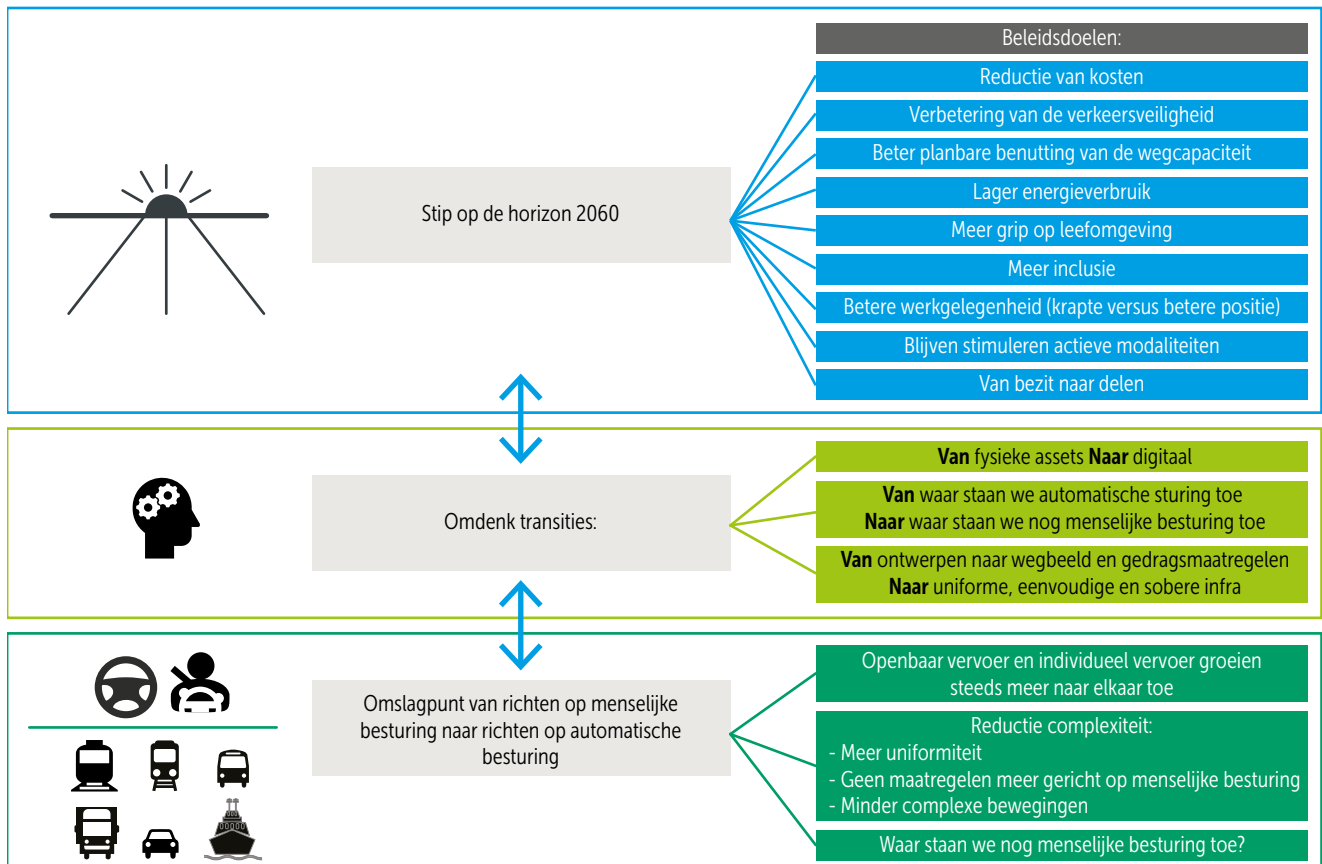 Beleidsdoelen:
Reductie van kosten
Verbetering van de verkeersveiligheid
Beter planbare benutting van de wegcapaciteit
Lager energieverbruik
Stip op de horizon 2060
Meer grip op leefomgeving
Meer inclusie
Betere werkgelegenheid (krapte versus betere positie)
Blijven stimuleren actieve modaliteiten
Van bezit naar delen
Omdenk transities:
Van fysieke assets Naar digitaal
Van waar staan we automatische sturing toe
Naar waar staan we nog menselijke besturing toe
Van ontwerpen naar wegbeeld en gedragsmaatregelen
Naar uniforme, eenvoudige en sobere infra
Omslagpunt van richten op menselijke
besturing naar richten op automatische
besturing
Openbaar vervoer en individueel vervoer groeien
steeds meer naar elkaar toe
Reductie complexiteit:
- Meer uniformiteit
- Geen maatregelen meer gericht op menselijke besturing
- Minder complexe bewegingen
Waar staan we nog menselijke besturing toe?